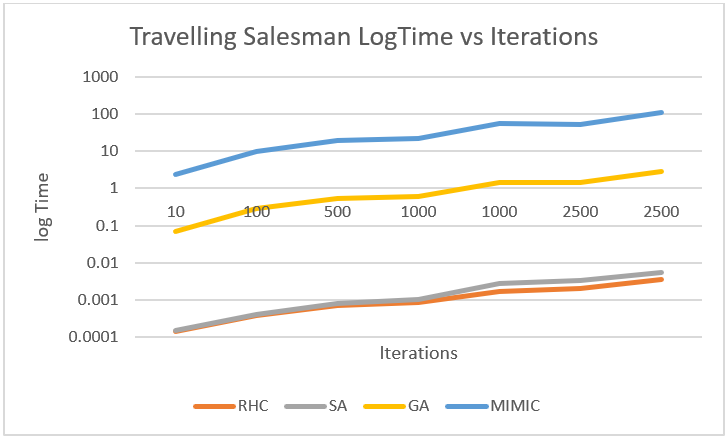 Travelling Salesman LogTime vs Iterations
1000
100
10
1
0.1
0.01
0.001
0.0001
log Time
10 100 500 1000 1000 2500 2500
Iterations
RHC SA GA MIMIC